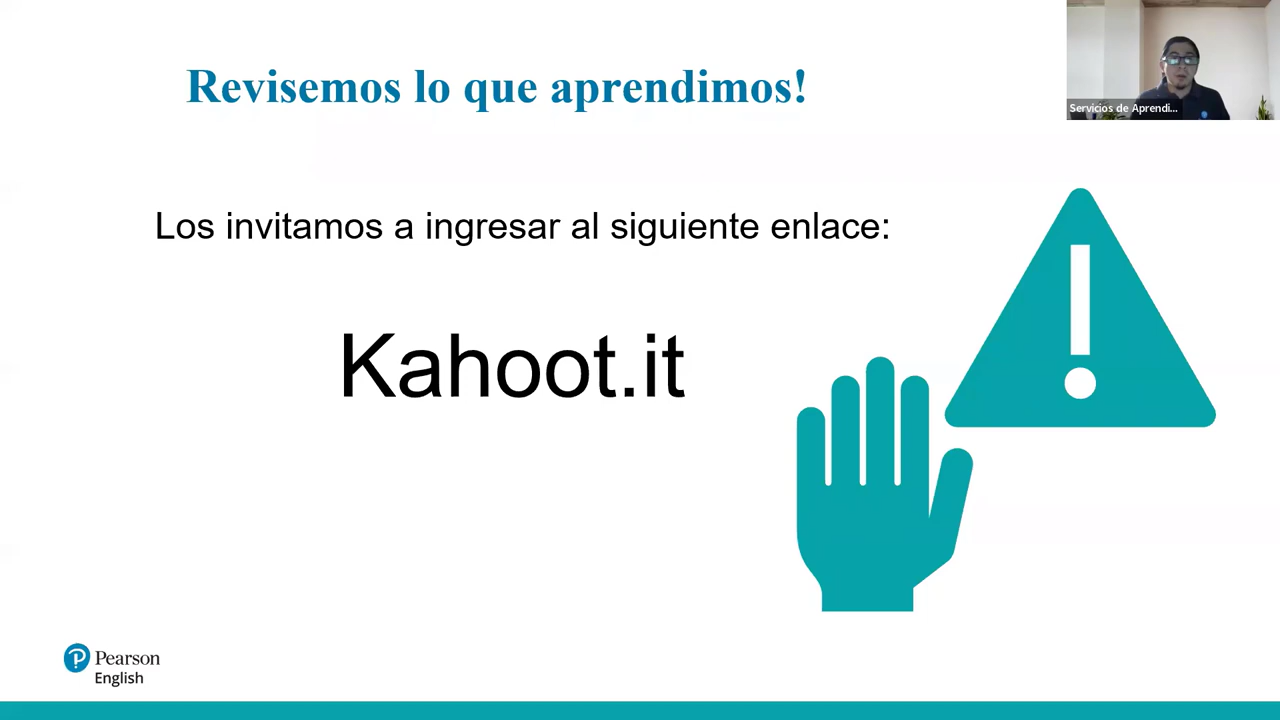 Revisemos lo que aprendimos!
Servicios de Aprendi...
Los invitamos a ingresar al siguiente enlace:
Kahoot.it
Pearson
English